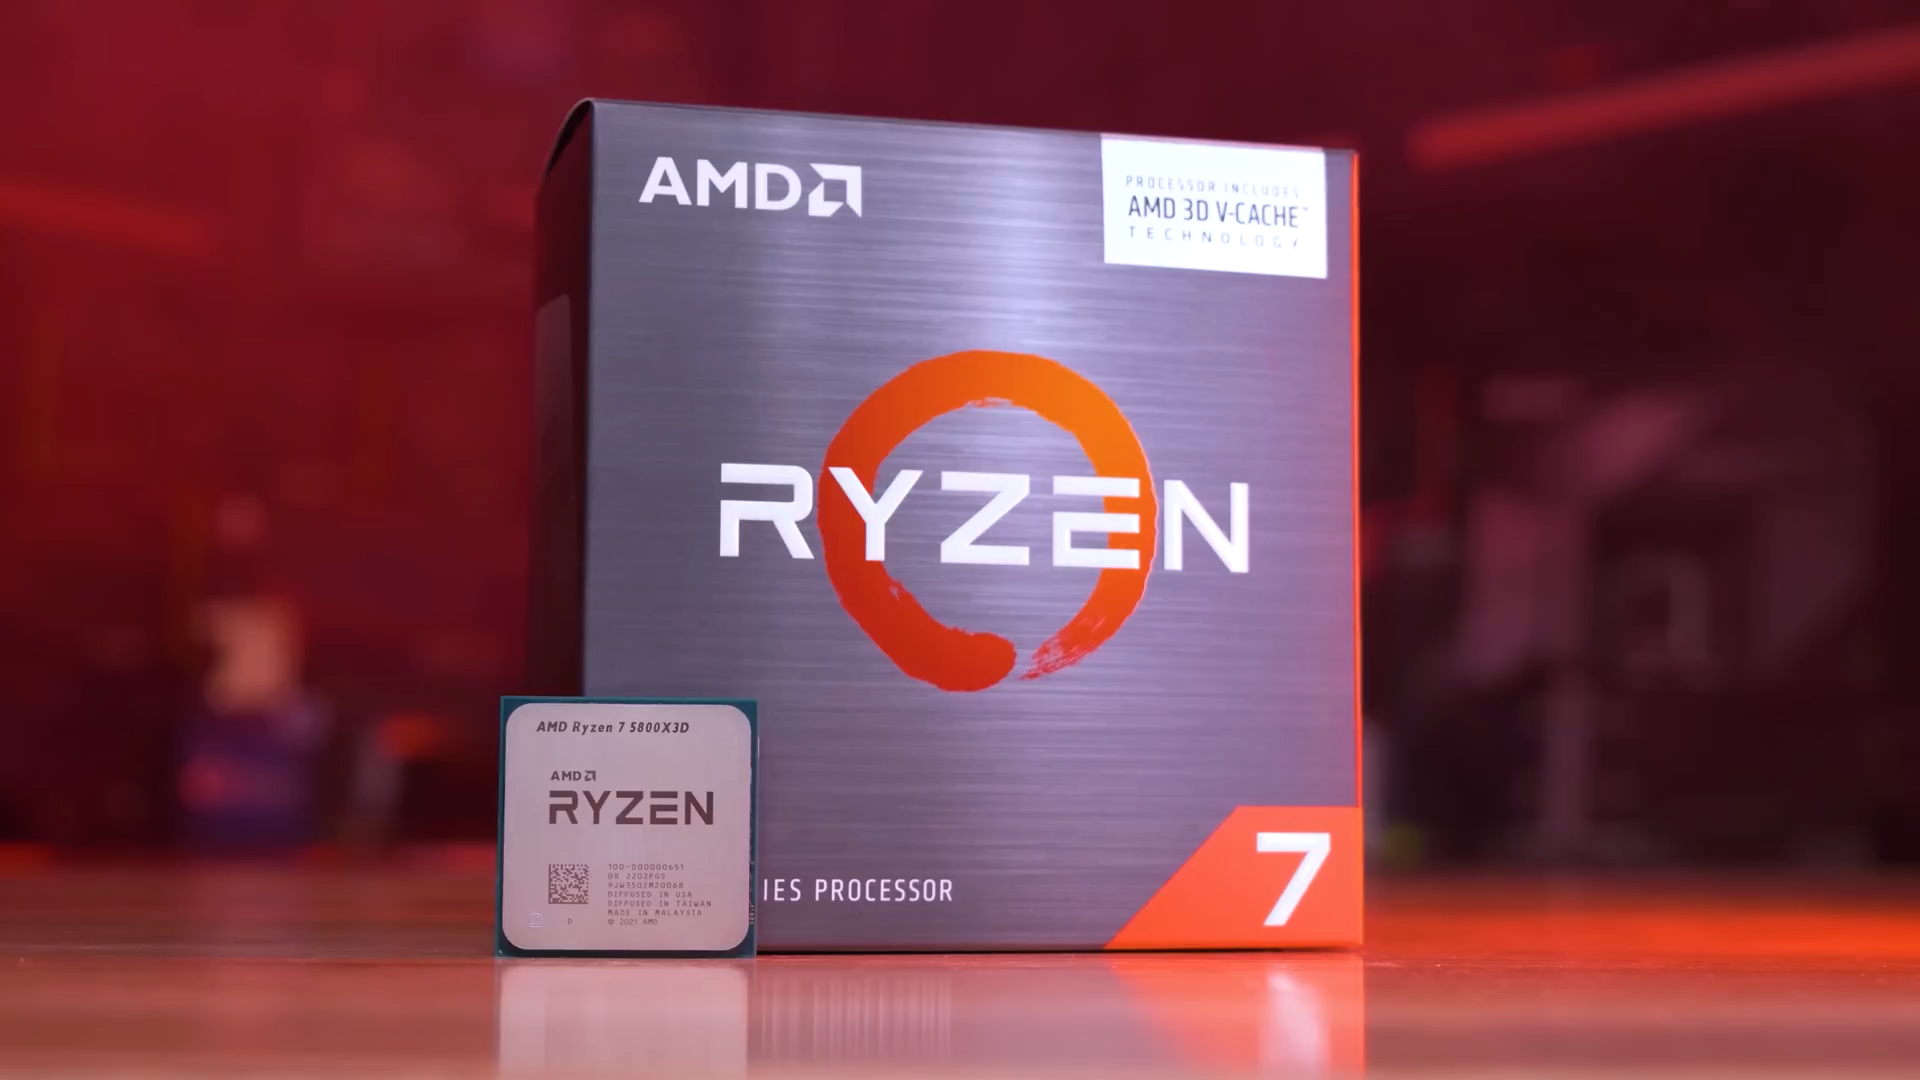 AMD
PROCESSOR INCLUDES
AMD 3D V-CACHE™
TECHNOLOGY
RYZEN
7
IES PROCESSOR
AMD Ryzen 7 5800X3D
AMD
RYZEN
100-000000651
BR 2202PGS
9JW3502M20068
DIFFUSED IN USA
DIFFUSED IN TAIWAN
MADE IN MALAYSIA
© 2021 AMD
D